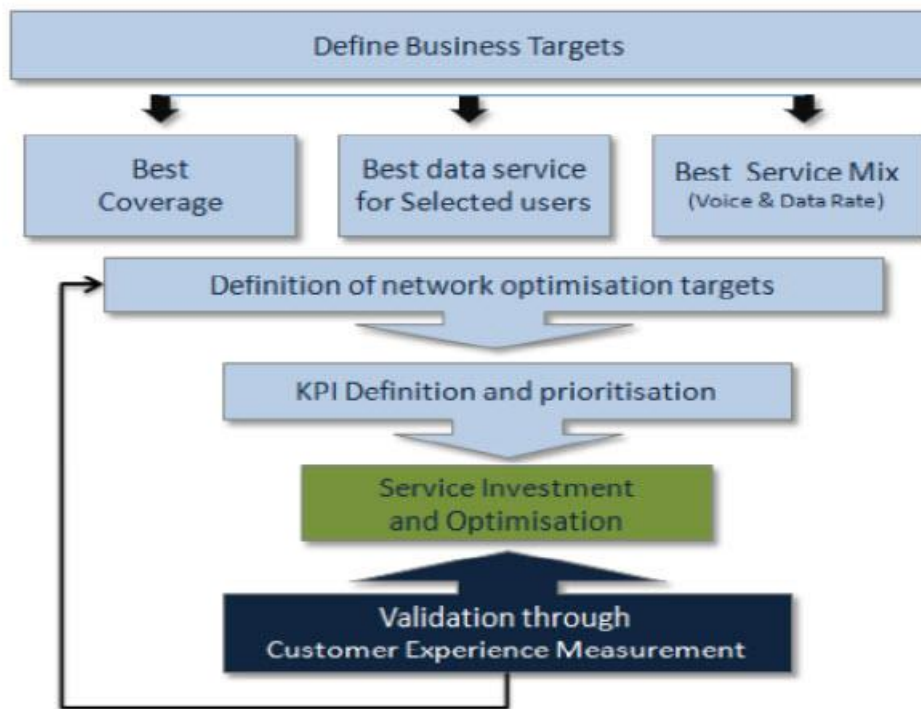 Define Business Targets
Best
Coverage
Best data service
for Selected users
Best Service Mix
(Voice & Data Rate)
Definition of network optimisation targets
KPI Definition and prioritisation
Service Investment
and Optimisation
Validation through
Customer Experience Measurement